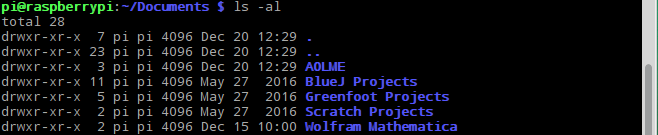 pi@raspberrypi:~/Documents $ ls -al
total 28
drwxr-xr-x  7 pi pi 4096 Dec 20 12:29 .
drwxr-xr-x 23 pi pi 4096 Dec 20 12:29 ..
drwxr-xr-x  3 pi pi 4096 Dec 20 12:29 AOLME
drwxr-xr-x 11 pi pi 4096 May 27  2016 BlueJ Projects
drwxr-xr-x  5 pi pi 4096 May 27  2016 Greenfoot Projects
drwxr-xr-x  2 pi pi 4096 May 27  2016 Scratch Projects
drwxr-xr-x  2 pi pi 4096 Dec 15 10:00 Wolfram Mathematica